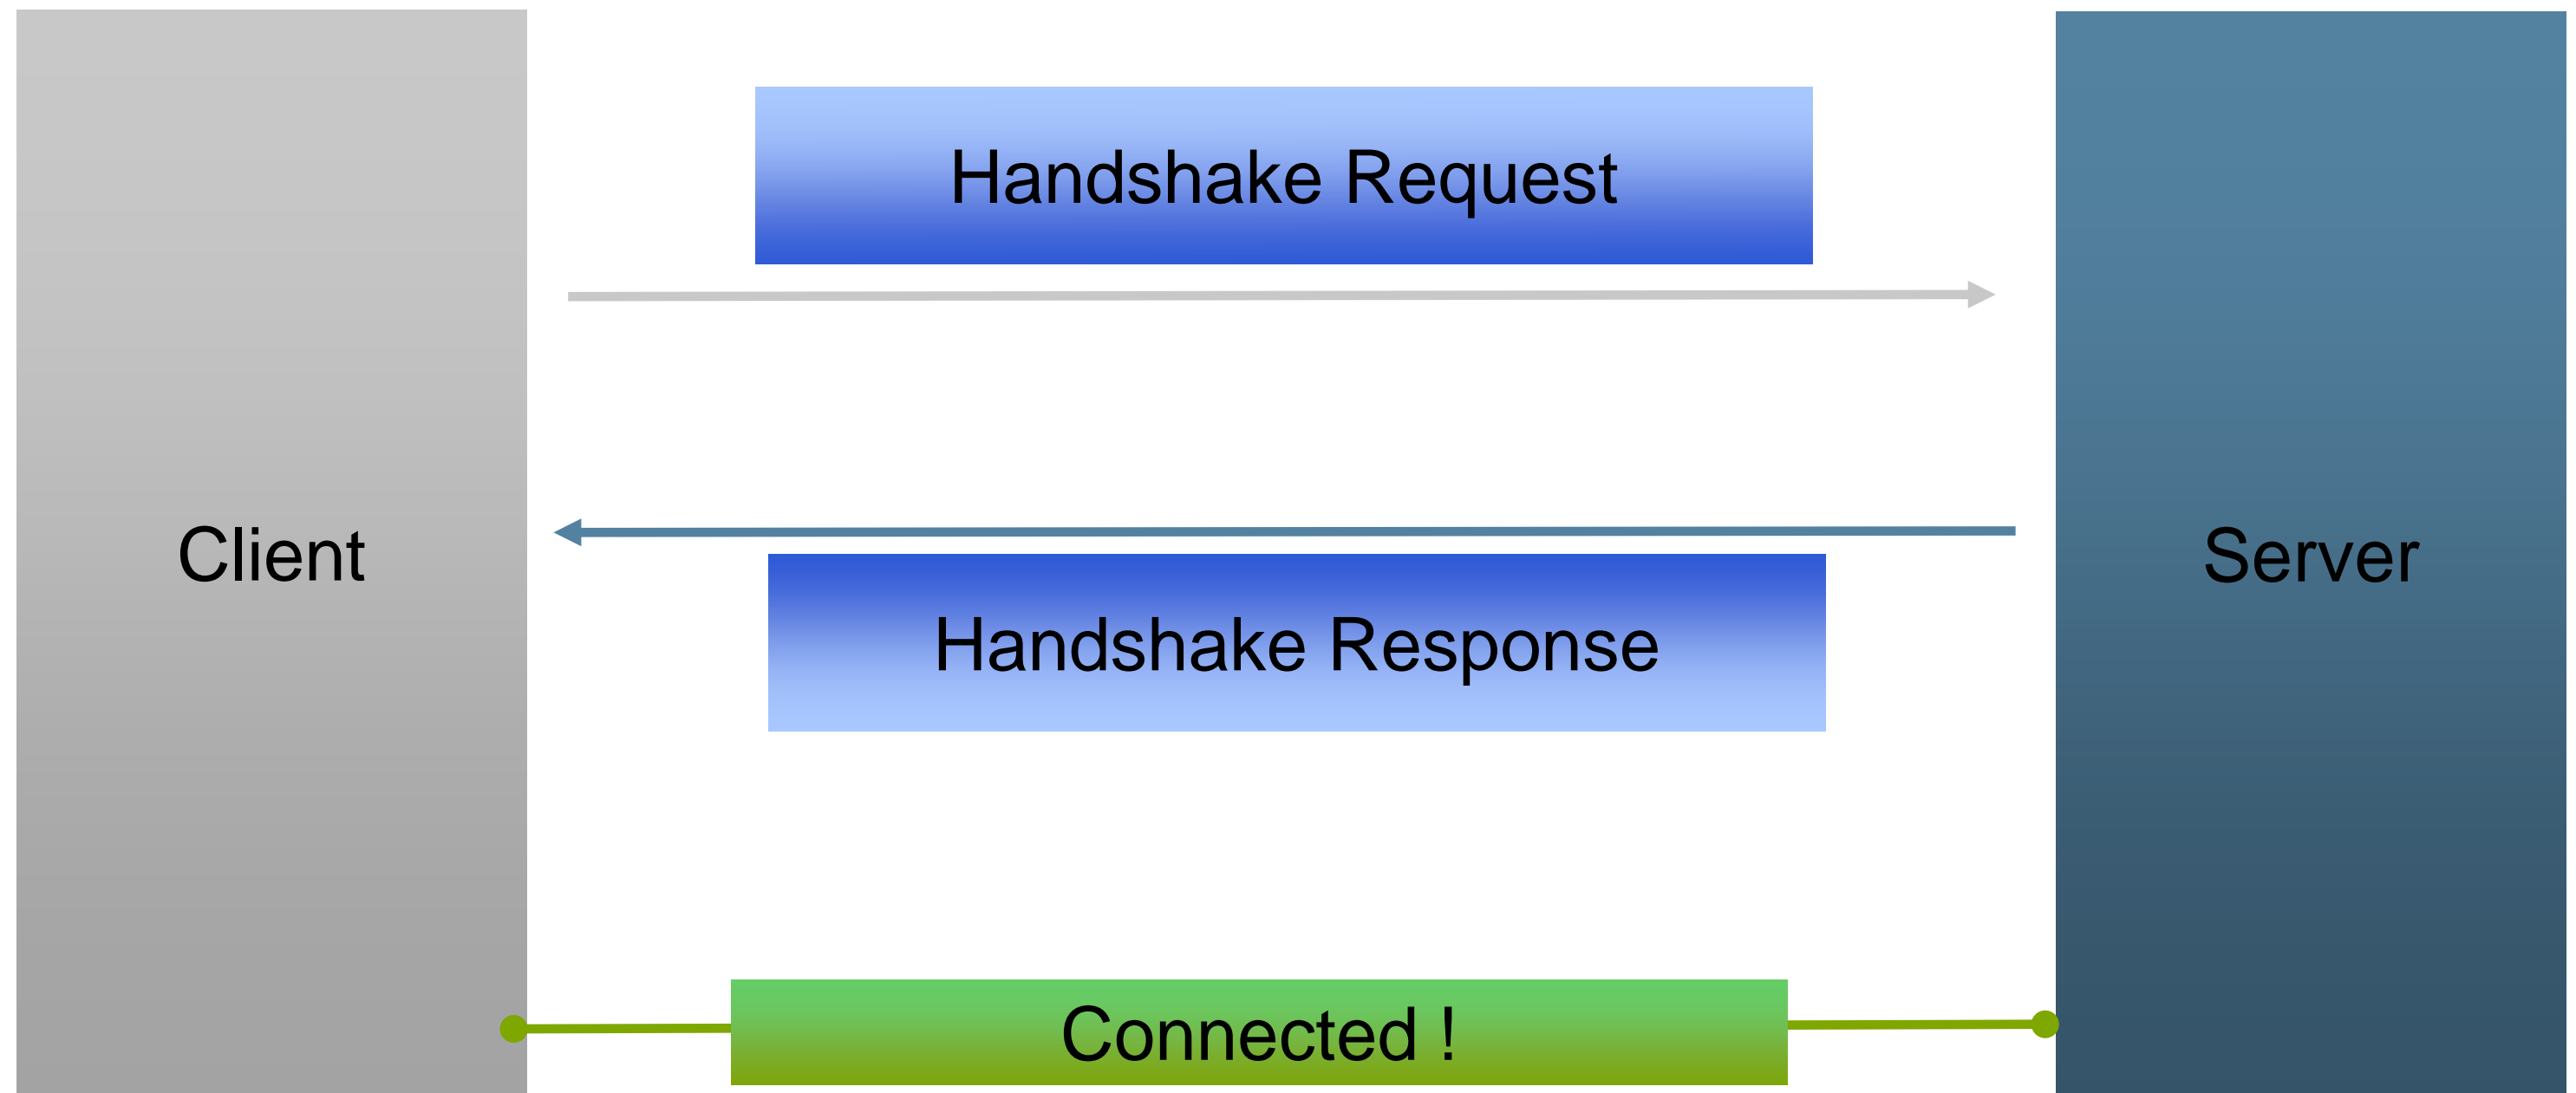 Handshake Request
Client
Server
Handshake Response
Connected !